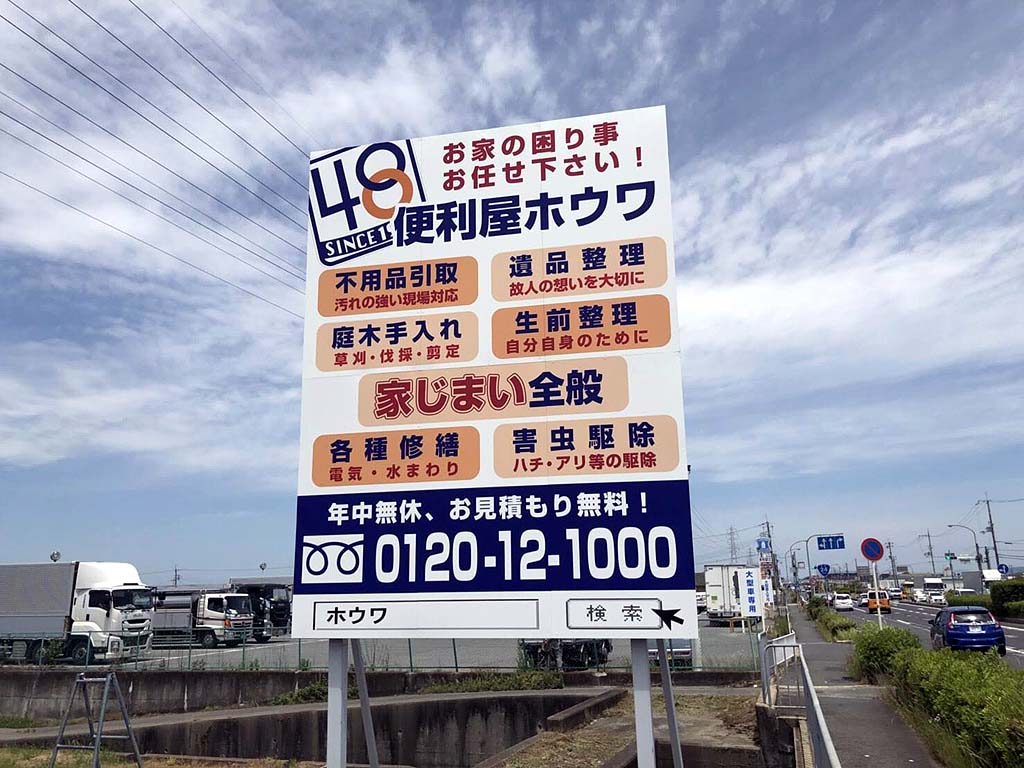 お家の困り事
お任せ下さい！
48
SINCE
便利屋ホウワ
不用品引取
汚れの強い現場対応
遺品整理
故人の想いを大切に
庭木手入れ
草刈・伐採・剪定
生前整理
自分自身のために
家じまい全般
各種修繕
電気・水まわり
害虫駆除
ハチ・アリ等の駆除
年中無休、お見積もり無料！
0120-12-1000
ホウワ
検索
大型車専用